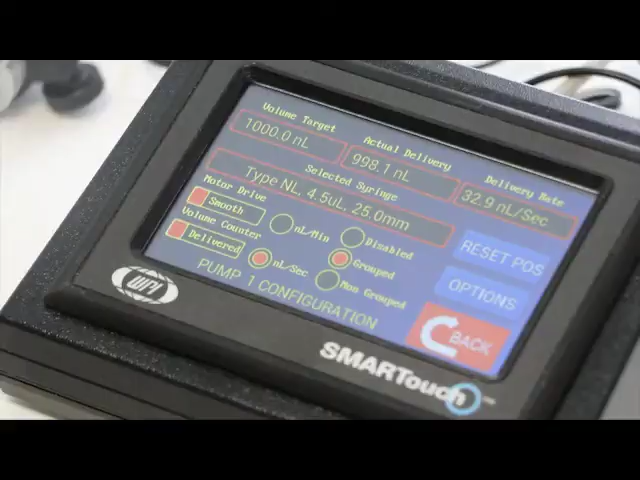 Volume Target
Actual Delivery
Delivery Rate
1000.0 nL
998.1 nL
32.9 nL/Sec
Selected Syringe
Type NL, 4.5uL, 25.0mm
Motor Drive
Smooth
nL/Min
Disabled
RESET POS
Volume Counter
Delivered
nL/Sec
Grouped
Non Grouped
OPTIONS
PUMP 1 CONFIGURATION
BACK
WPI
SMARTouch